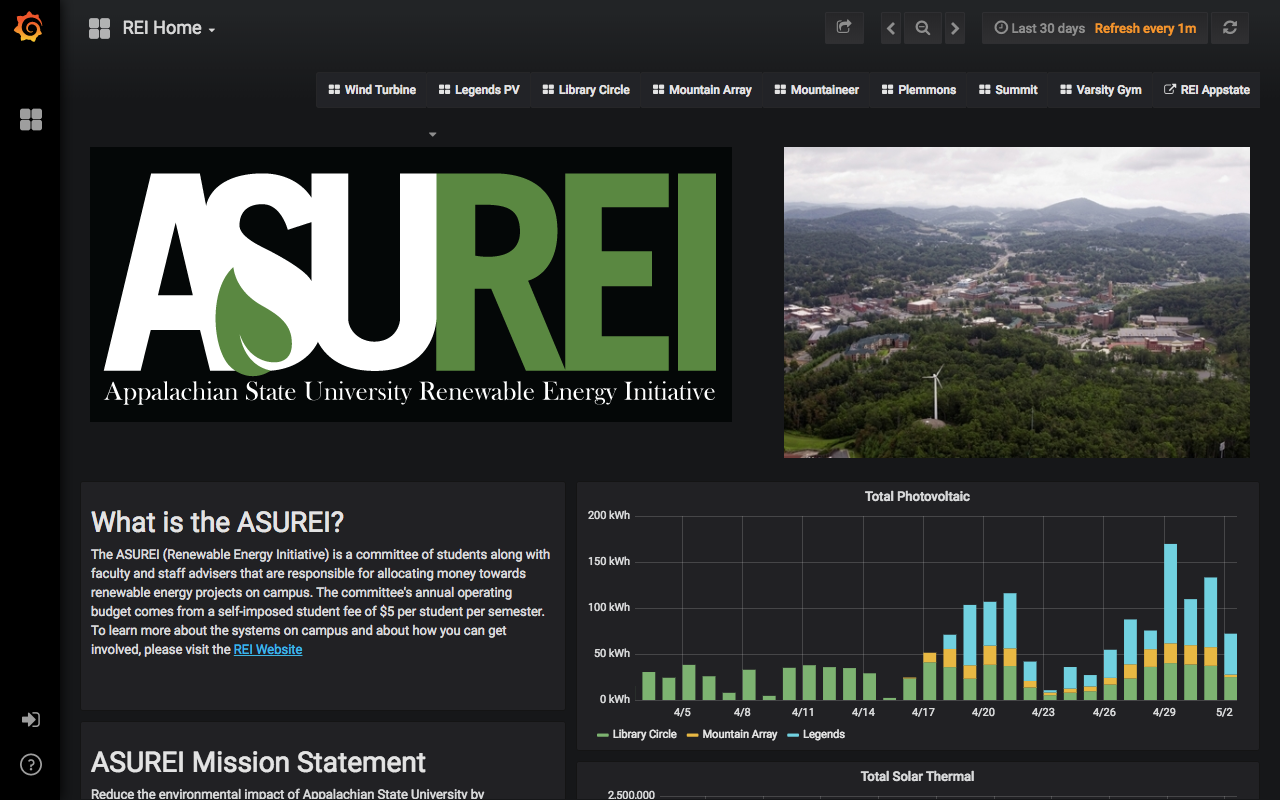 REI Home
Last 30 days Refresh every 1m
Wind Turbine Legends PV Library Circle Mountain Array Mountaineer Plemmons Summit Varsity Gym REI Appstate
ASUREI
Appalachian State University Renewable Energy Initiative
What is the ASUREI?
The ASUREI (Renewable Energy Initiative) is a committee of students along with
faculty and staff advisers that are responsible for allocating money towards
renewable energy projects on campus. The committee's annual operating
budget comes from a self-imposed student fee of $5 per student per semester.
To learn more about the systems on campus and about how you can get
involved, please visit the REI Website
ASUREI Mission Statement
Reduce the environmental impact of Appalachian State University by
Total Photovoltaic
200 kWh
150 kWh
100 kWh
50 kWh
0 kWh
4/5 4/8 4/11 4/14 4/17 4/20 4/23 4/26 4/29 5/2
Library Circle Mountain Array Legends
Total Solar Thermal
2.500.000